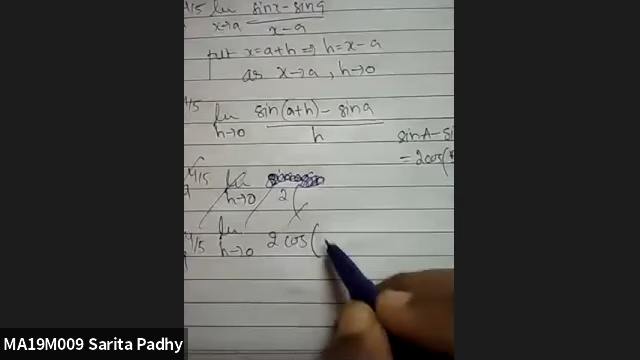 lim sinx - sina
x→a x-a
put x=a+h ⇒ h=x-a
as x→a, h→0
lim sin(a+h) - sina
h→0 h
sinA - si
= 2cos(
lim
h→0 2(
lim 2 cos(
h→0
MA19M009 Sarita Padhy